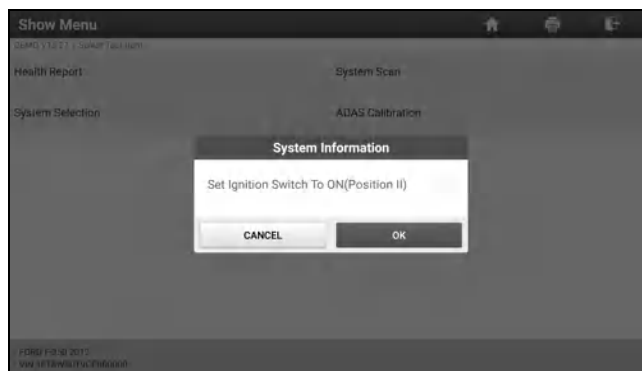 Show Menu
Health Report
System Scan
System Selection
ADAS Calibration
System Information
Set Ignition Switch To ON(Position II)
CANCEL
OK